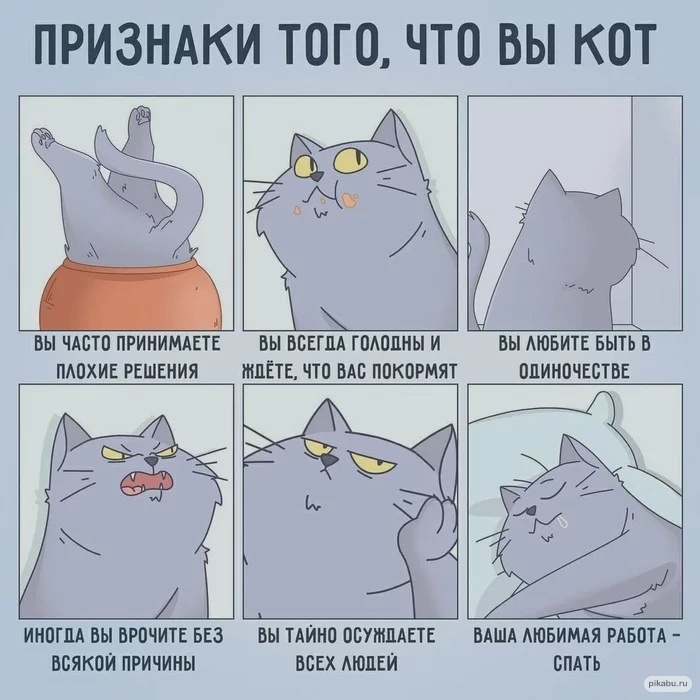 ПРИЗНАКИ ТОГО, ЧТО ВЫ КОТ
ВЫ ЧАСТО ПРИНИМАЕТЕ
ПЛОХИЕ РЕШЕНИЯ
ВЫ ВСЕГДА ГОЛОДНЫ И
ЖДЁТЕ, ЧТО ВАС ПОКОРМЯТ
ВЫ ЛЮБИТЕ БЫТЬ В
ОДИНОЧЕСТВЕ
ИНОГДА ВЫ ВРОЧИТЕ БЕЗ
ВСЯКОЙ ПРИЧИНЫ
ВЫ ТАЙНО ОСУЖДАЕТЕ
ВСЕХ ЛЮДЕЙ
ВАША ЛЮБИМАЯ РАБОТА –
СПАТЬ
pikabu.ru